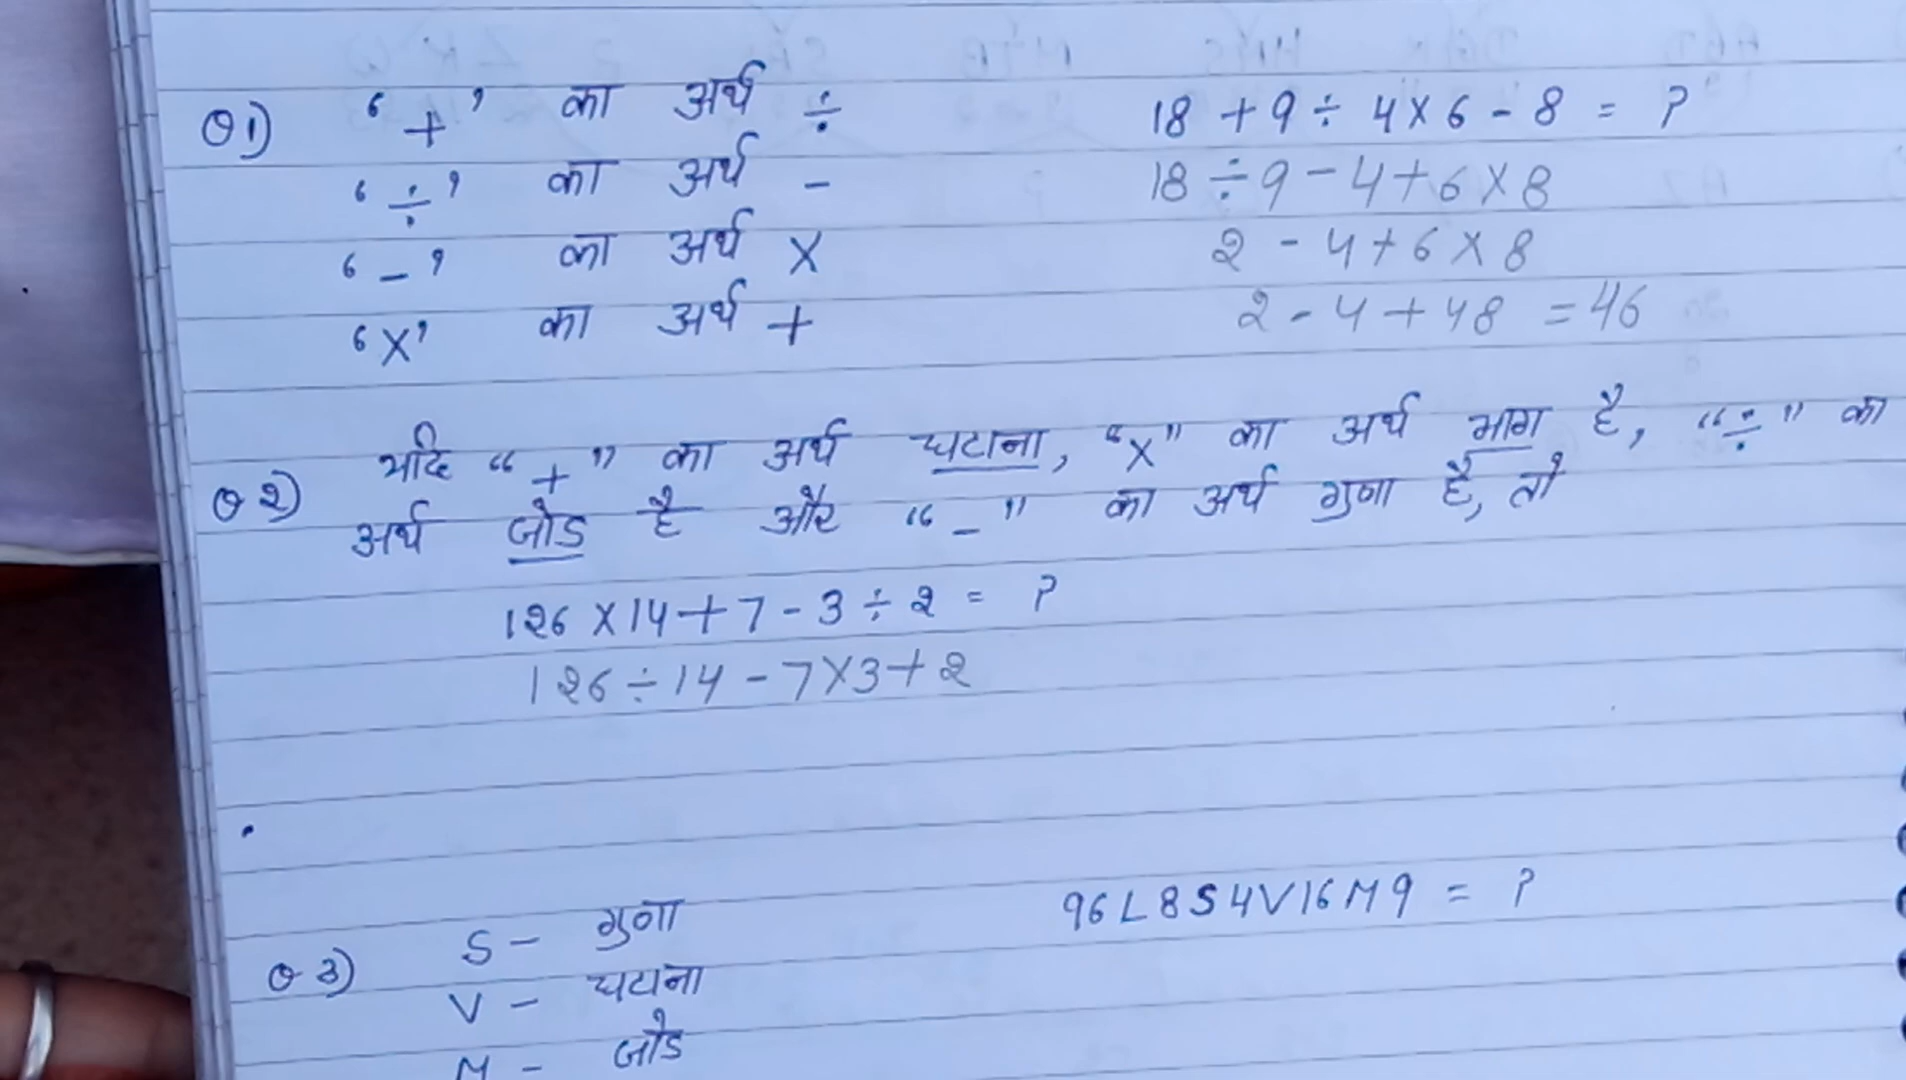 Q1) ‘+’ का अर्थ ÷
‘÷’ का अर्थ -
‘-’ का अर्थ X
‘X’ का अर्थ +
18 + 9 ÷ 4 X 6 - 8 = ?
18 ÷ 9 - 4 + 6 X 8
2 - 4 + 6 X 8
2 - 4 + 48 = 46
Q2) यदि “+” का अर्थ घटाना, “X” का अर्थ भाग है, “÷” का
अर्थ जोड है और “-” का अर्थ गुणा है, तो
126 X 14 + 7 - 3 ÷ 2 = ?
126 ÷ 14 - 7 X 3 + 2
Q3) S - गुणा
V - घटाना
M - जोड
96 L 8 S 4 V 16 M 9 = ?